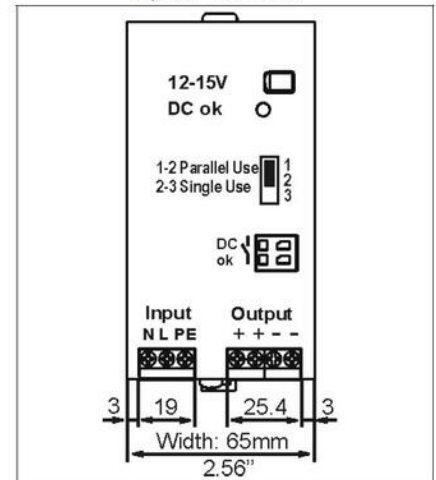 12-15V
DC ok
1-2 Parallel Use 1
2-3 Single Use 2
3
DC
ok
Input Output
N L PE + + - -
3 19 25.4 3
Width: 65mm
2.56"